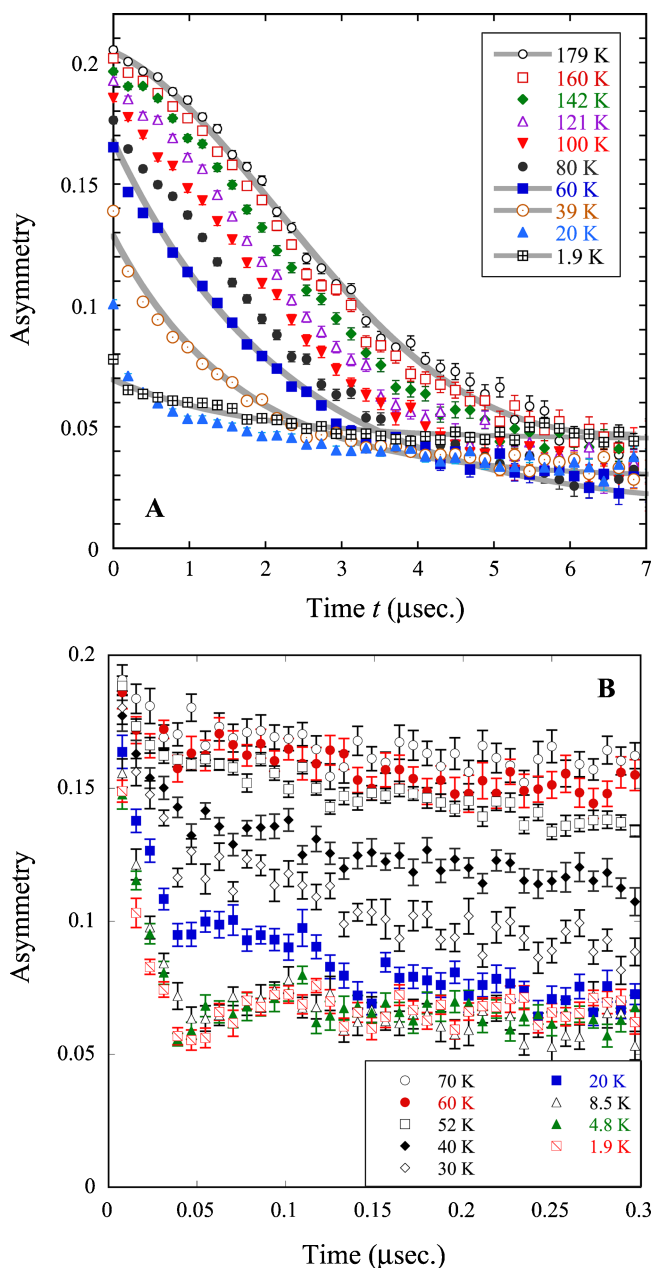 0.2
0.15
0.1
0.05
0
Asymmetry
179 K
160 K
142 K
121 K
100 K
80 K
60 K
39 K
20 K
1.9 K
A
0 1 2 3 4 5 6 7
Time t (μsec.)
0.2
0.15
0.1
0.05
0
Asymmetry
B
70 K
60 K
52 K
40 K
30 K
20 K
8.5 K
4.8 K
1.9 K
0 0.05 0.1 0.15 0.2 0.25 0.3
Time (μsec.)